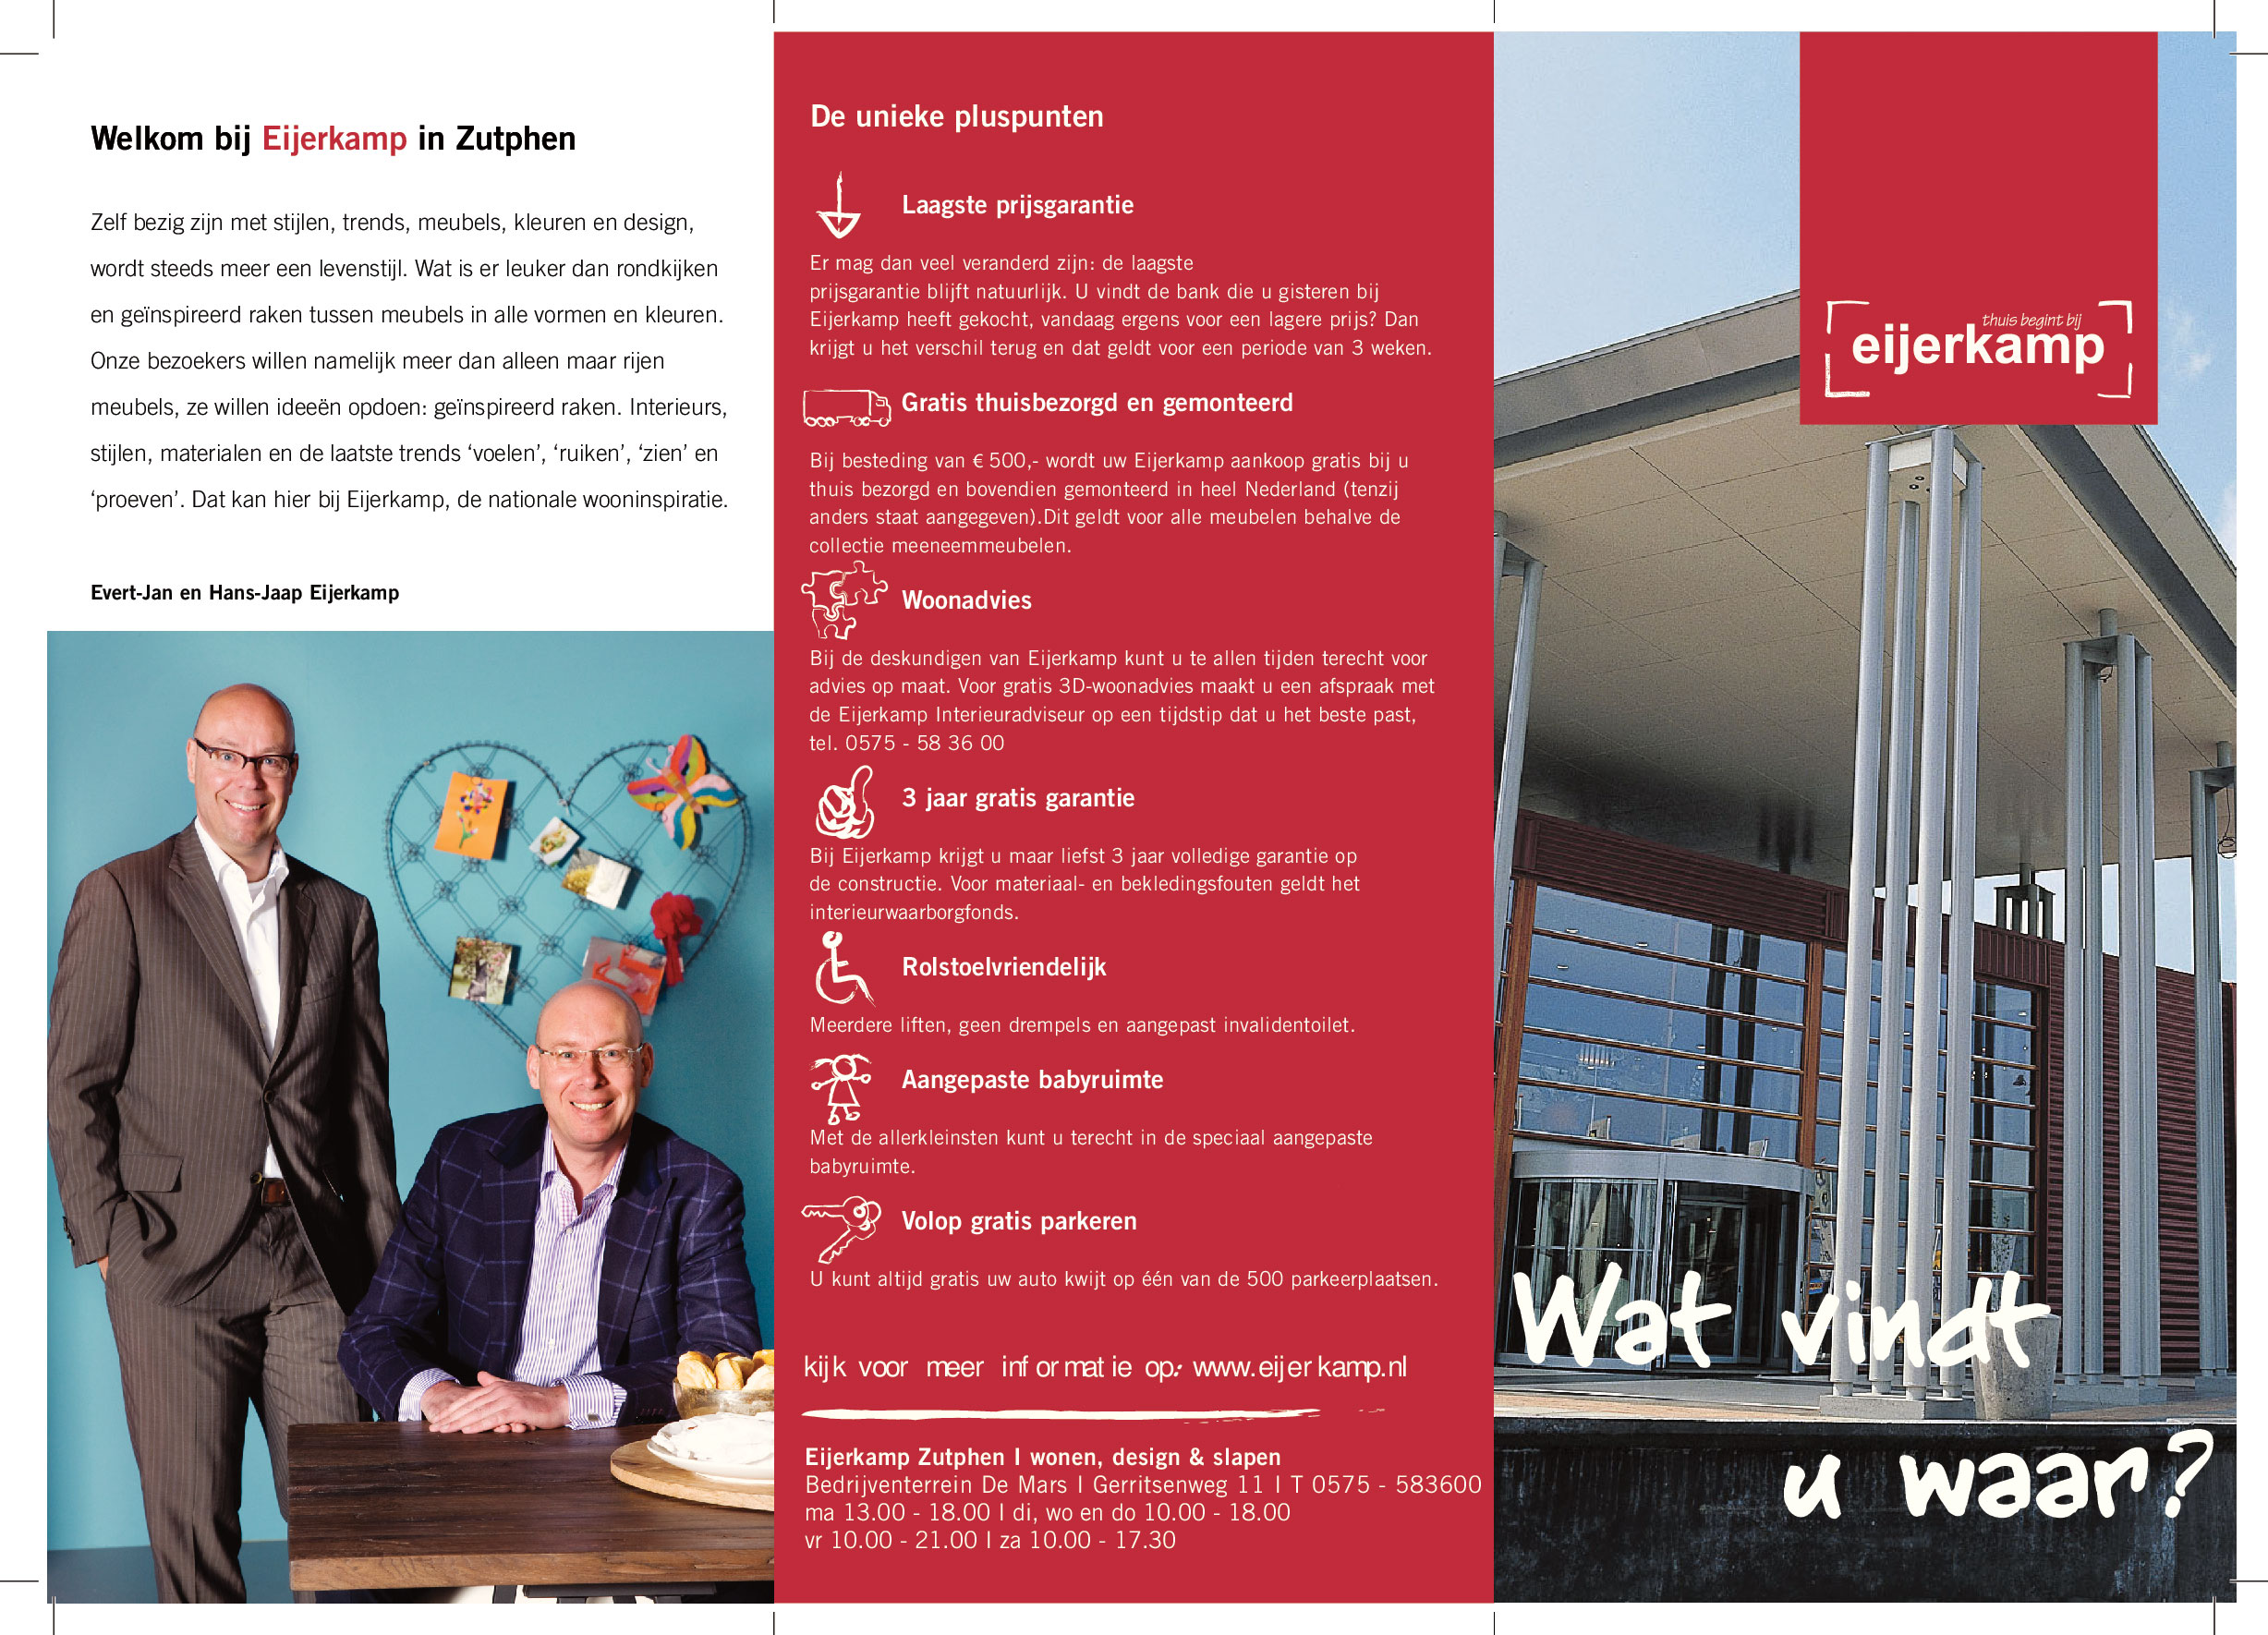 Welkom bij Eijerkamp in Zutphen
Zelf bezig zijn met stijlen, trends, meubels, kleuren en design,
wordt steeds meer een levenstijl. Wat is er leuker dan rondkijken
en geïnspireerd raken tussen meubels in alle vormen en kleuren.
Onze bezoekers willen namelijk meer dan alleen maar rijen
meubels, ze willen ideeën opdoen: geïnspireerd raken. Interieurs,
stijlen, materialen en de laatste trends ‘voelen’, ‘ruiken’, ‘zien’ en
‘proeven’. Dat kan hier bij Eijerkamp, de nationale wooninspiratie.
Evert-Jan en Hans-Jaap Eijerkamp
De unieke pluspunten
Laagste prijsgarantie
Er mag dan veel veranderd zijn: de laagste
prijsgarantie blijft natuurlijk. U vindt de bank die u gisteren bij
Eijerkamp heeft gekocht, vandaag ergens voor een lagere prijs? Dan
krijgt u het verschil terug en dat geldt voor een periode van 3 weken.
Gratis thuisbezorgd en gemonteerd
Bij besteding van € 500,- wordt uw Eijerkamp aankoop gratis bij u
thuis bezorgd en bovendien gemonteerd in heel Nederland (tenzij
anders staat aangegeven).Dit geldt voor alle meubelen behalve de
collectie meeneemmeubelen.
Woonadvies
Bij de deskundigen van Eijerkamp kunt u te allen tijden terecht voor
advies op maat. Voor gratis 3D-woonadvies maakt u een afspraak met
de Eijerkamp Interieuradviseur op een tijdstip dat u het beste past,
tel. 0575 - 58 36 00
3 jaar gratis garantie
Bij Eijerkamp krijgt u maar liefst 3 jaar volledige garantie op
de constructie. Voor materiaal- en bekledingsfouten geldt het
interieurwaarborgfonds.
Rolstoelvriendelijk
Meerdere liften, geen drempels en aangepast invalidentoilet.
Aangepaste babyruimte
Met de allerkleinsten kunt u terecht in de speciaal aangepaste
babyruimte.
Volop gratis parkeren
U kunt altijd gratis uw auto kwijt op één van de 500 parkeerplaatsen.
kijk voor meer informatie op: www.eijerkamp.nl
Eijerkamp Zutphen I wonen, design & slapen
Bedrijventerrein De Mars I Gerritsenweg 11 I T 0575 - 583600
ma 13.00 - 18.00 I di, wo en do 10.00 - 18.00
vr 10.00 - 21.00 I za 10.00 - 17.30
thuis begint bij
eijerkamp
Wat vindt
u waar?